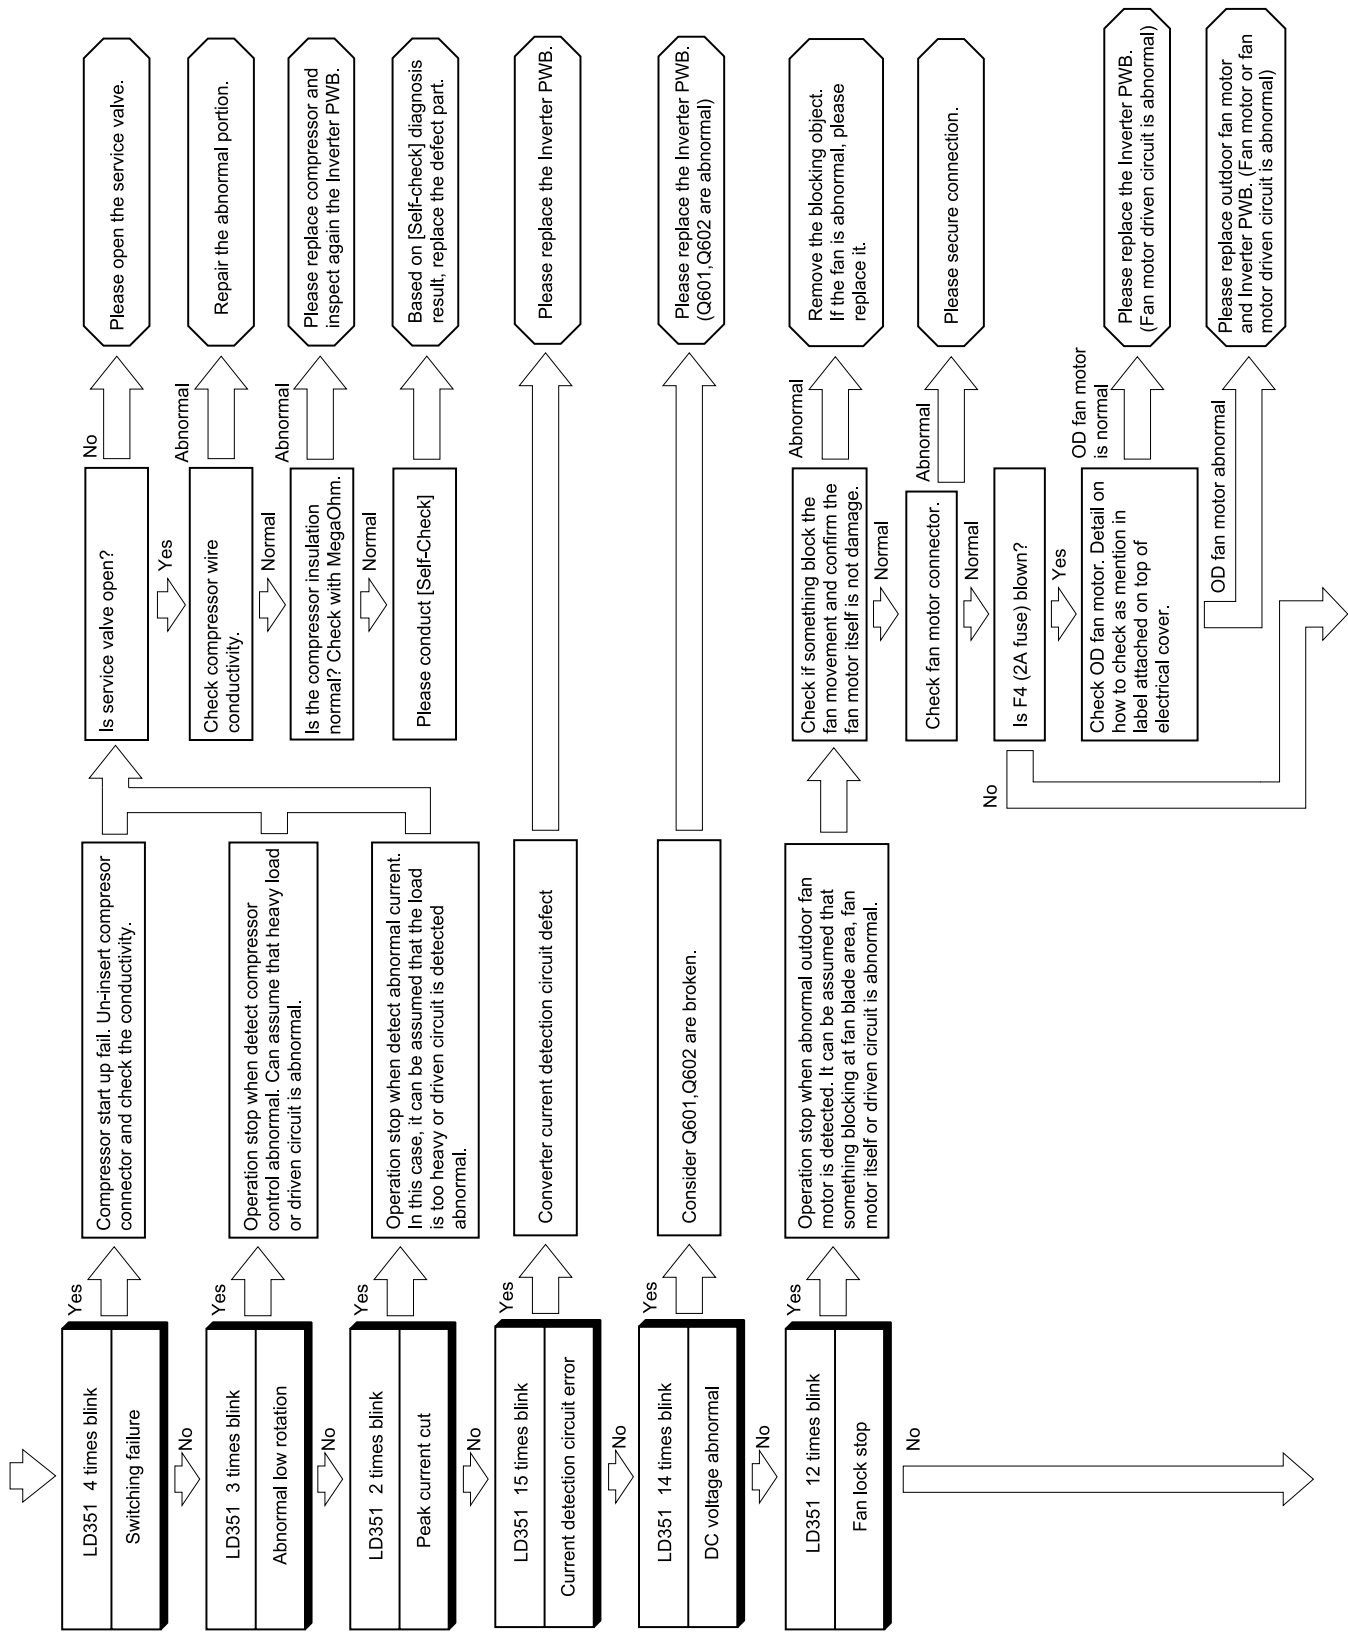 LD351  4 times blink
Switching failure
Yes
Compressor start up fail. Un-insert compresor
connector and check the conductivity.
Is service valve open?
No
Please open the service valve.
Yes
Check compressor wire
conductivity.
Abnormal
Repair the abnormal portion.
Normal
Is the compressor insulation
normal? Check with MegaOhm.
Abnormal
Please replace compressor and
inspect again the Inverter PWB.
Normal
Please conduct [Self-Check]
Based on [Self-check] diagnosis
result, replace the defect part.
No
LD351  3 times blink
Abnormal low rotation
Yes
Operation stop when detect compressor
control abnormal. Can assume that heavy load
or driven circuit is abnormal.
No
LD351  2 times blink
Peak current cut
Yes
Operation stop when detect abnormal current.
In this case, it can be assumed that the load
is too heavy or driven circuit is detected
abnormal.
No
LD351  15 times blink
Current detection circuit error
Yes
Converter current detection circuit defect
Please replace the Inverter PWB.
No
LD351  14 times blink
DC voltage abnormal
Yes
Consider Q601,Q602 are broken.
Please replace the Inverter PWB.
(Q601,Q602 are abnormal)
No
LD351  12 times blink
Fan lock stop
Yes
Operation stop when abnormal outdoor fan
motor is detected. It can be assumed that
something blocking at fan blade area, fan
motor itself or driven circuit is abnormal.
Check if something block the
fan movement and confirm the
fan motor itself is not damage.
Abnormal
Remove the blocking object.
If the fan is abnormal, please
replace it.
Normal
Check fan motor connector.
Abnormal
Please secure connection.
Normal
Is F4 (2A fuse) blown?
No
Yes
Check OD fan motor. Detail on
how to check as mention in
label attached on top of
electrical cover.
OD fan motor
is normal
Please replace the Inverter PWB.
(Fan motor driven circuit is abnormal)
OD fan motor abnormal
Please replace outdoor fan motor
and Inverter PWB. (Fan motor or fan
motor driven circuit is abnormal)
No